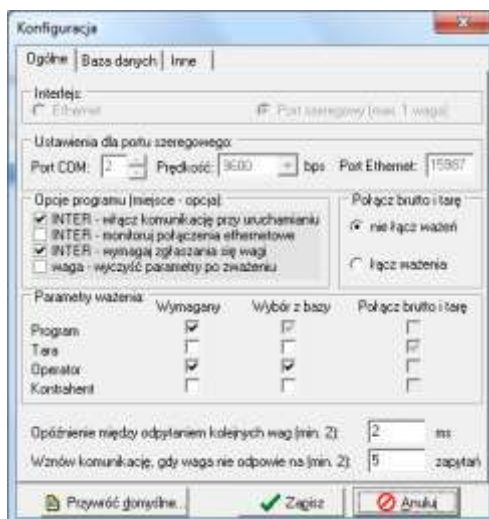 Konfiguracja
Ogólne Baza danych Inne
Interfejs:
Ethernet Port szeregowy (max. 1 waga)
Ustawienia dla portu szeregowego:
Port COM: 2 Prędkość: 9600 bps Port Ethernet: 15987
Opcje programu (miejsce - opcja): Połącz brutto i tarę
INTER - włącz komunikację przy uruchamianiu
INTER - monitoruj połączenia ethernetowe
INTER - wymagaj zgłaszania się wagi
waga - wyczyść parametry po zważeniu
nie łącz ważeń
łącz ważenia
Parametry ważenia:
Wymagany Wybór z bazy Połącz brutto i tarę
Program
Tara
Operator
Kontrahent
Opóźnienie między odpytaniem kolejnych wag (min. 2): 2 ms
Wznów komunikację, gdy waga nie odpowie na (min. 2): 5 zapytań
Przywróć domyślne... Zapisz Anuluj